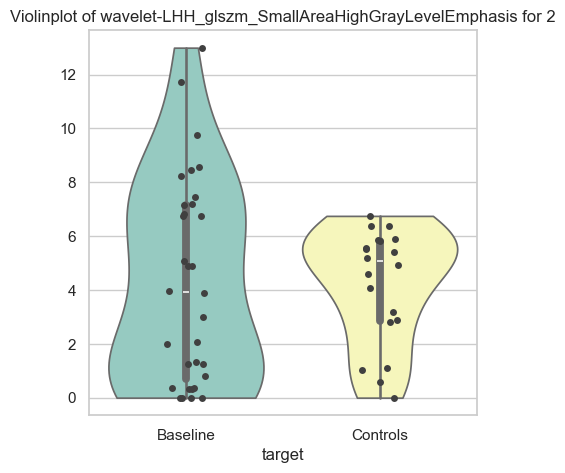 Violinplot of wavelet-LHH_glszm_SmallAreaHighGrayLevelEmphasis for 2
12
10
8
6
4
2
0
Baseline Controls
target